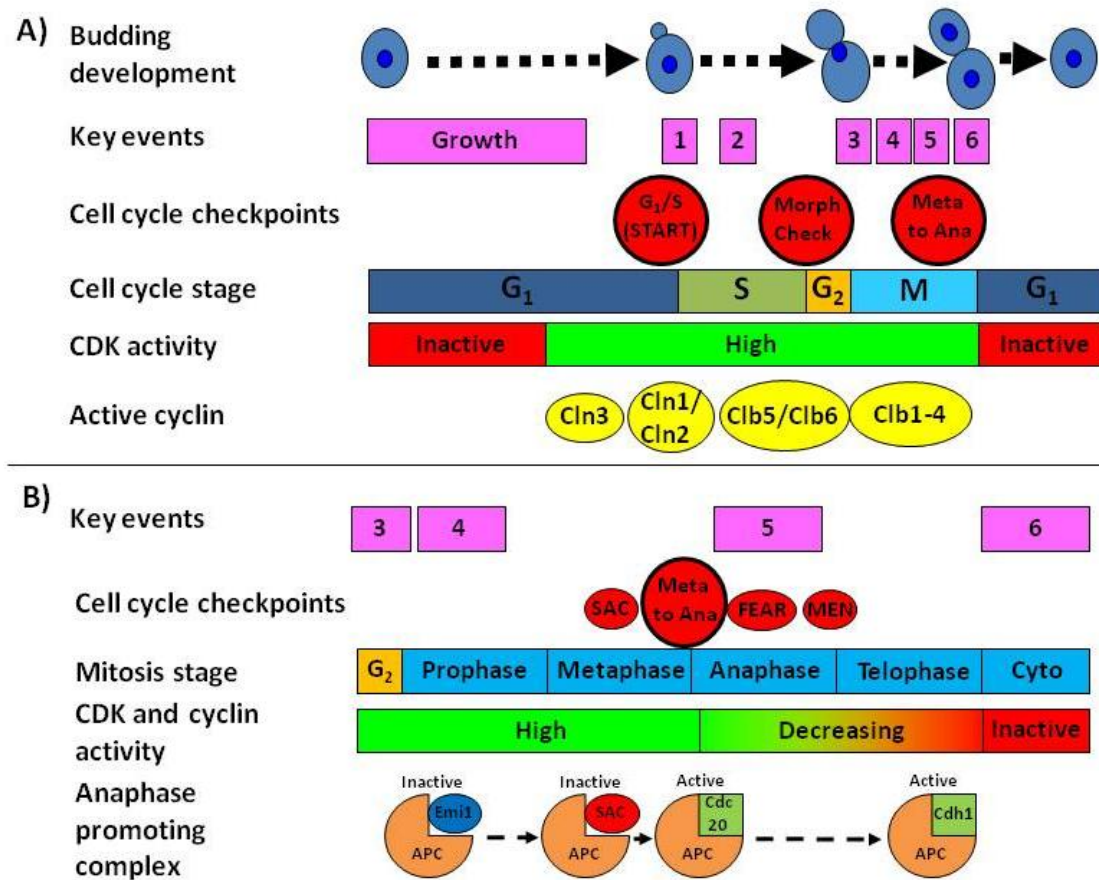 A)
Budding
development
Key events
Growth
1
2
3
4
5
6
Cell cycle checkpoints
G₁/S
(START)
Morph
Check
Meta
to Ana
Cell cycle stage
G₁
S
G₂
M
G₁
CDK activity
Inactive
High
Inactive
Active cyclin
Cln3
Cln1/
Cln2
Clb5/Clb6
Clb1-4
B)
Key events
3
4
5
6
Cell cycle checkpoints
SAC
Meta
to Ana
FEAR
MEN
Mitosis stage
G₂
Prophase
Metaphase
Anaphase
Telophase
Cyto
CDK and cyclin
activity
High
Decreasing
Inactive
Anaphase
promoting
complex
Inactive
Emi1
APC
Inactive
SAC
APC
Active
Cdc
20
APC
Active
Cdh1
APC